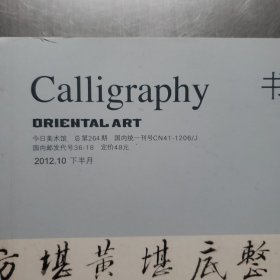 Calligraphy 书
ORIENTAL ART
今日美术馆 总第264期 国内统一刊号CN41-1206/J
国内邮发代号36-18 定价48元
2012.10 下半月
方堪黄堪底整